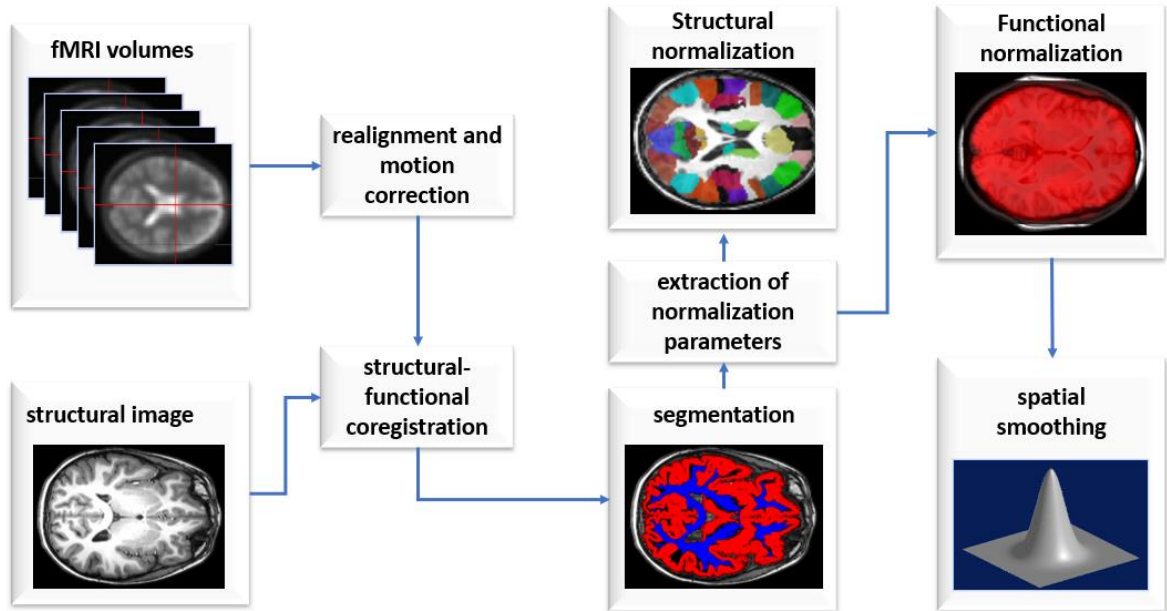 fMRI volumes
realignment and
motion
correction
structural image
structural-
functional
coregistration
segmentation
extraction of
normalization
parameters
Structural
normalization
Functional
normalization
spatial
smoothing